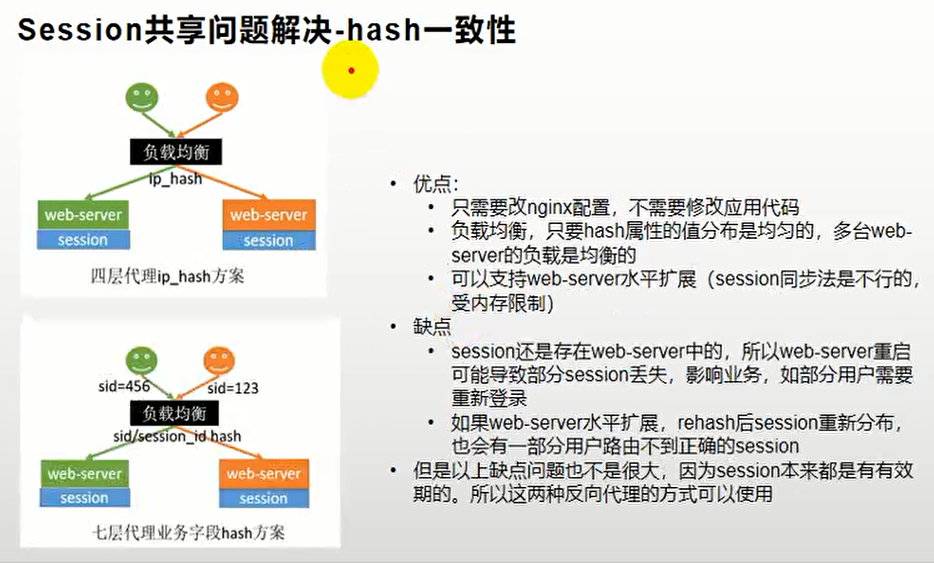 Session共享问题解决-hash一致性
负载均衡
ip_hash
web-server
web-server
session
session
四层代理ip_hash方案
sid=456
sid=123
负载均衡
sid/session_id hash
web-server
web-server
session
session
七层代理业务字段hash方案
• 优点：
• 只需要改nginx配置，不需要修改应用代码
• 负载均衡，只要hash属性的值分布是均匀的，多台web-
server的负载是均衡的
• 可以支持web-server水平扩展（session同步法是不行的，
受内存限制）
• 缺点
• session还是存在web-server中的，所以web-server重启
可能导致部分session丢失，影响业务，如部分用户需要
重新登录
• 如果web-server水平扩展，rehash后session重新分布，
也会有一部分用户路由不到正确的session
• 但是以上缺点问题也不是很大，因为session本来都是有有效
期的。所以这两种反向代理的方式可以使用